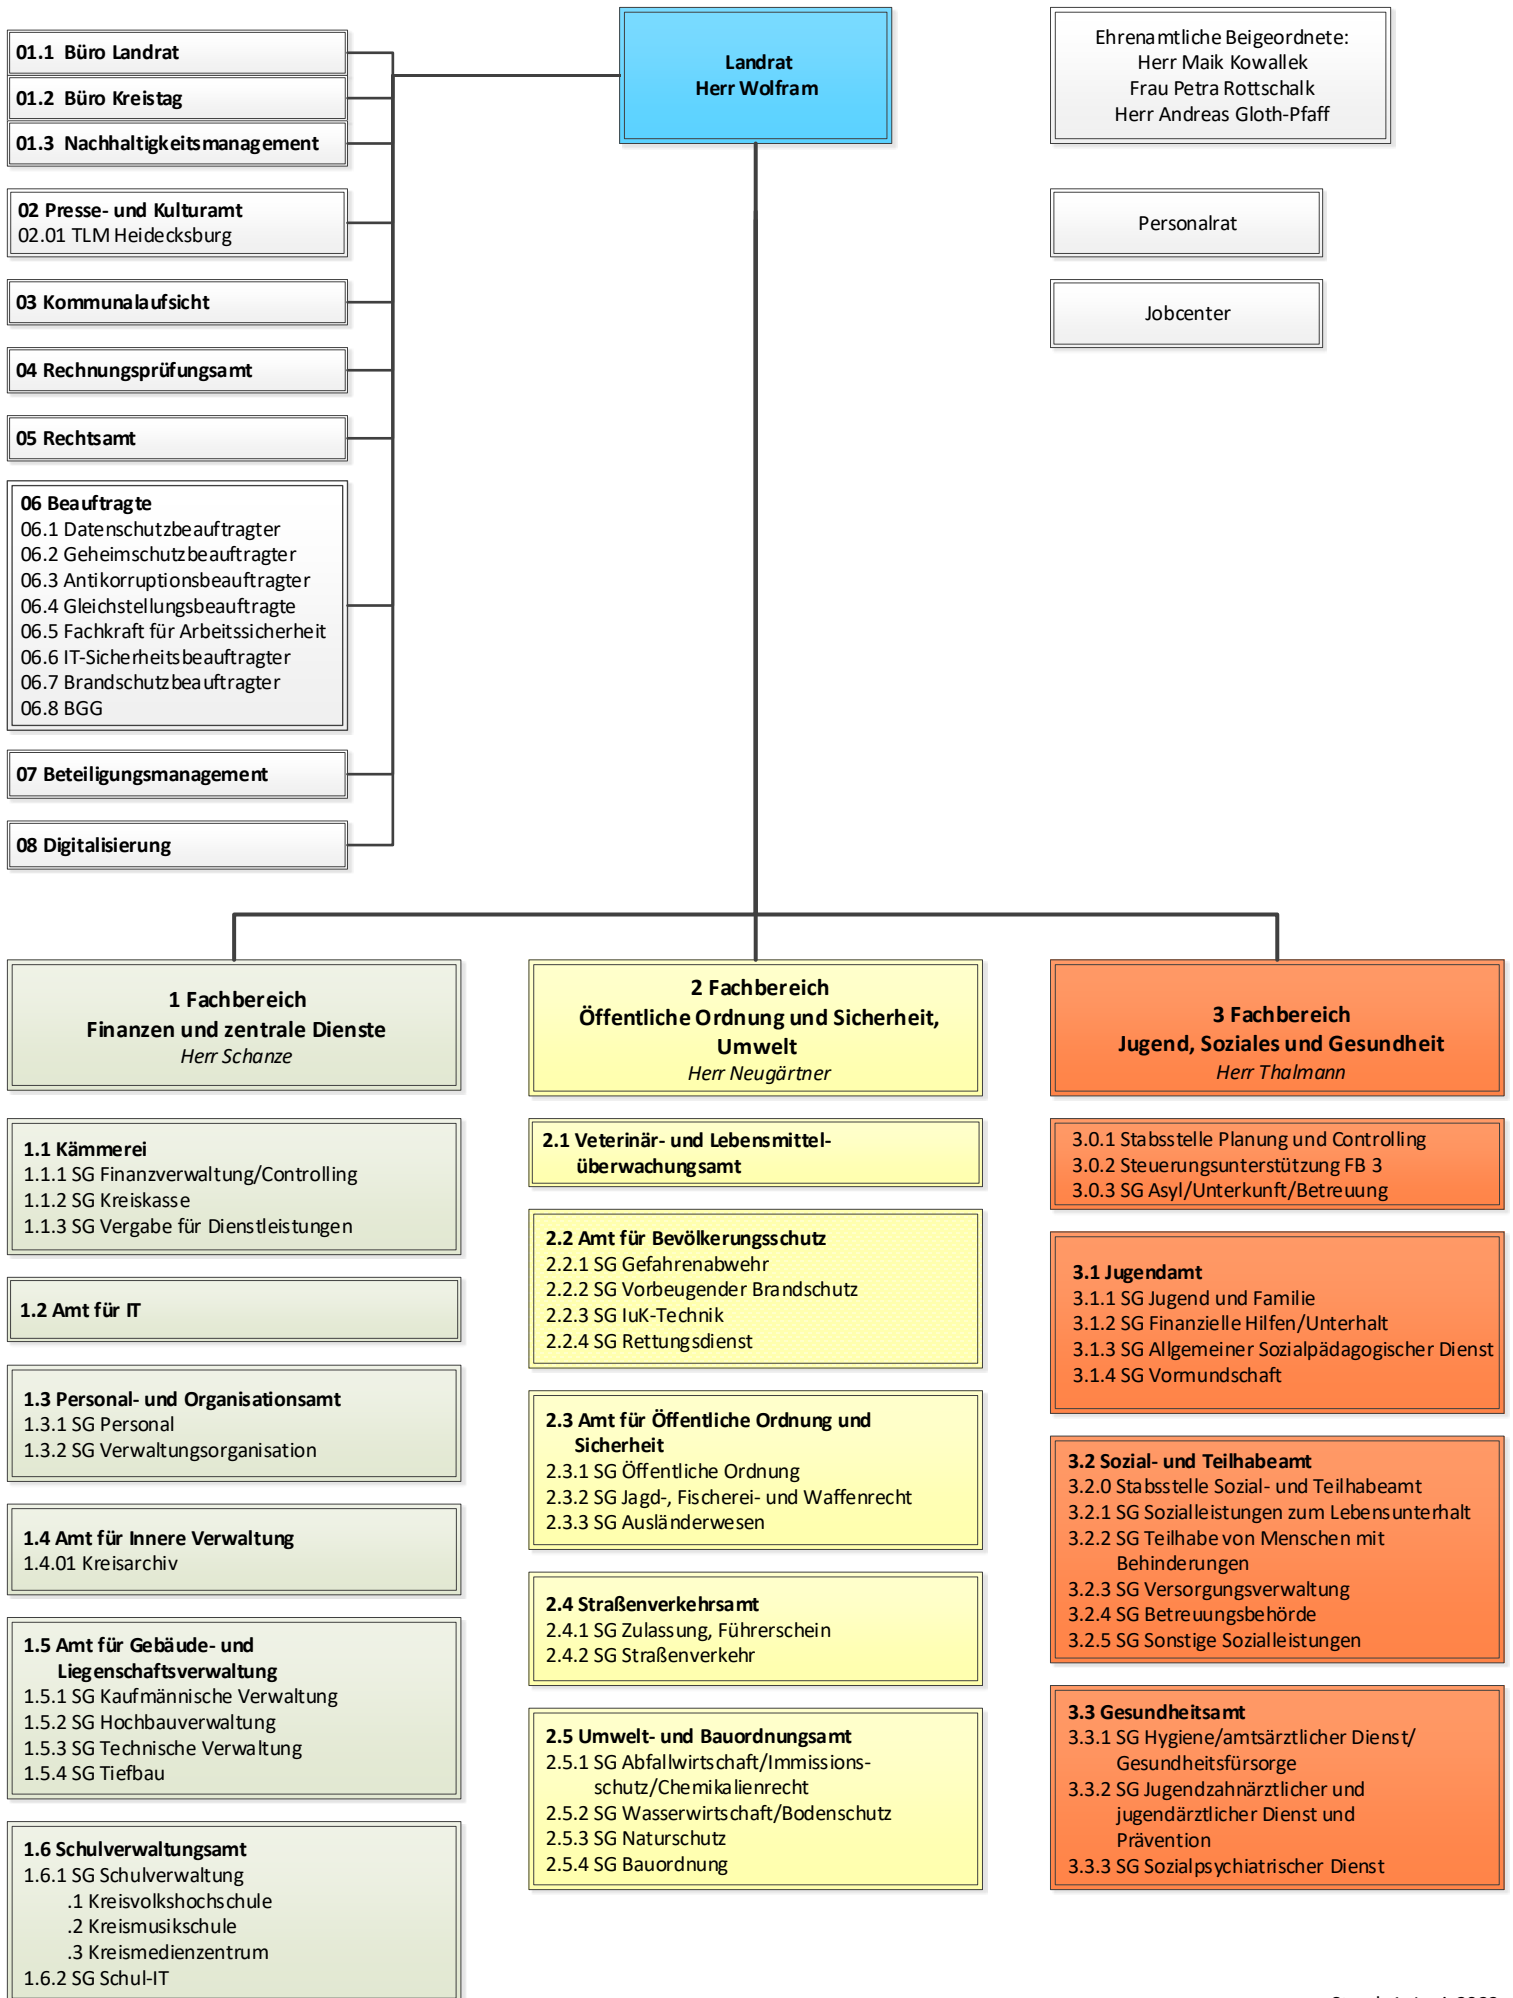 Landrat
Herr Wolfram
Ehrenamtliche Beigeordnete:
Herr Maik Kowallek
Frau Petra Rottschalk
Herr Andreas Gloth-Pfaff
Personalrat
Jobcenter
01.1 Büro Landrat
01.2 Büro Kreistag
01.3 Nachhaltigkeitsmanagement
02 Presse- und Kulturamt
02.01 TLM Heidecksburg
03 Kommunalaufsicht
04 Rechnungsprüfungsamt
05 Rechtsamt
06 Beauftragte
06.1 Datenschutzbeauftragter
06.2 Geheimschutzbeauftragter
06.3 Antikorruptionsbeauftragter
06.4 Gleichstellungsbeauftragte
06.5 Fachkraft für Arbeitssicherheit
06.6 IT-Sicherheitsbeauftragter
06.7 Brandschutzbeauftragter
06.8 BGG
07 Beteiligungsmanagement
08 Digitalisierung
1 Fachbereich
Finanzen und zentrale Dienste
Herr Schanze
1.1 Kämmerei
1.1.1 SG Finanzverwaltung/Controlling
1.1.2 SG Kreiskasse
1.1.3 SG Vergabe für Dienstleistungen
1.2 Amt für IT
1.3 Personal- und Organisationsamt
1.3.1 SG Personal
1.3.2 SG Verwaltungsorganisation
1.4 Amt für Innere Verwaltung
1.4.01 Kreisarchiv
1.5 Amt für Gebäude- und
Liegenschaftsverwaltung
1.5.1 SG Kaufmännische Verwaltung
1.5.2 SG Hochbauverwaltung
1.5.3 SG Technische Verwaltung
1.5.4 SG Tiefbau
1.6 Schulverwaltungsamt
1.6.1 SG Schulverwaltung
.1 Kreisvolkshochschule
.2 Kreismusikschule
.3 Kreismedienzentrum
1.6.2 SG Schul-IT
2 Fachbereich
Öffentliche Ordnung und Sicherheit,
Umwelt
Herr Neugärtner
2.1 Veterinär- und Lebensmittel-
überwachungsamt
2.2 Amt für Bevölkerungsschutz
2.2.1 SG Gefahrenabwehr
2.2.2 SG Vorbeugender Brandschutz
2.2.3 SG IuK-Technik
2.2.4 SG Rettungsdienst
2.3 Amt für Öffentliche Ordnung und
Sicherheit
2.3.1 SG Öffentliche Ordnung
2.3.2 SG Jagd-, Fischerei- und Waffenrecht
2.3.3 SG Ausländerwesen
2.4 Straßenverkehrsamt
2.4.1 SG Zulassung, Führerschein
2.4.2 SG Straßenverkehr
2.5 Umwelt- und Bauordnungsamt
2.5.1 SG Abfallwirtschaft/Immissions-
schutz/Chemikalienrecht
2.5.2 SG Wasserwirtschaft/Bodenschutz
2.5.3 SG Naturschutz
2.5.4 SG Bauordnung
3 Fachbereich
Jugend, Soziales und Gesundheit
Herr Thalmann
3.0.1 Stabsstelle Planung und Controlling
3.0.2 Steuerungsunterstützung FB 3
3.0.3 SG Asyl/Unterkunft/Betreuung
3.1 Jugendamt
3.1.1 SG Jugend und Familie
3.1.2 SG Finanzielle Hilfen/Unterhalt
3.1.3 SG Allgemeiner Sozialpädagogischer Dienst
3.1.4 SG Vormundschaft
3.2 Sozial- und Teilhabeamt
3.2.0 Stabsstelle Sozial- und Teilhabeamt
3.2.1 SG Sozialleistungen zum Lebensunterhalt
3.2.2 SG Teilhabe von Menschen mit
Behinderungen
3.2.3 SG Versorgungsverwaltung
3.2.4 SG Betreuungsbehörde
3.2.5 SG Sonstige Sozialleistungen
3.3 Gesundheitsamt
3.3.1 SG Hygiene/amtsärztlicher Dienst/
Gesundheitsfürsorge
3.3.2 SG Jugendzahnärztlicher und
jugendärztlicher Dienst und
Prävention
3.3.3 SG Sozialpsychiatrischer Dienst